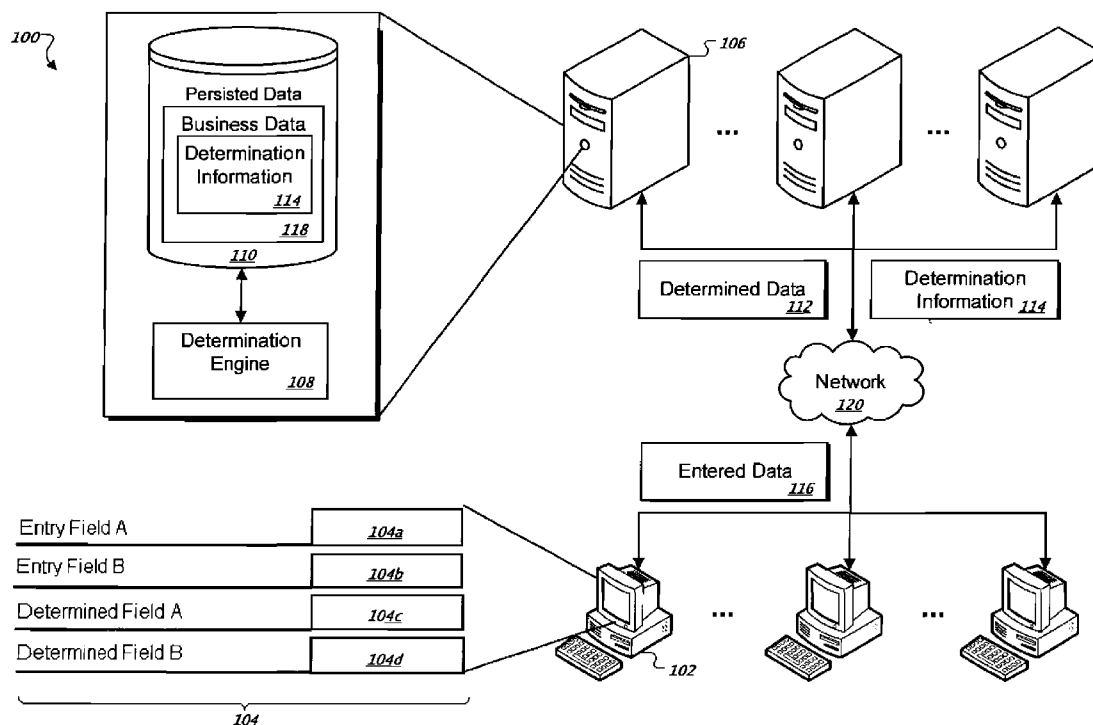 100
106
Persisted Data
Business Data
Determination
Information
114
118
110
Determination
Engine
108
...
...
Determined Data
112
Determination
Information
114
Network
120
Entered Data
116
Entry Field A
104a
Entry Field B
104b
Determined Field A
104c
Determined Field B
104d
104
...
...
102